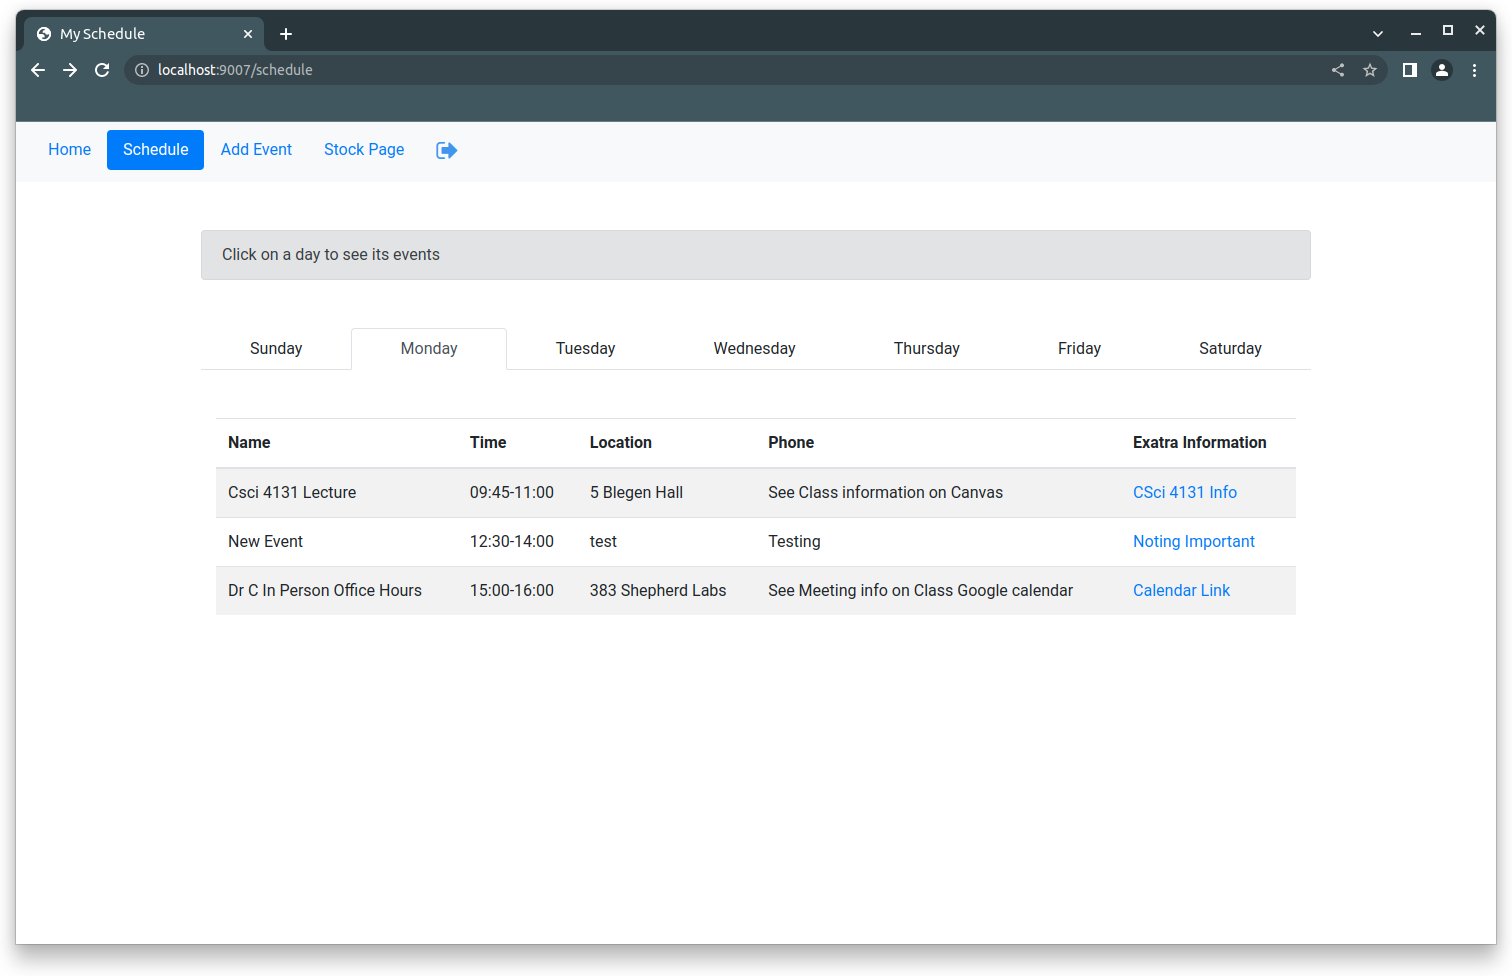 My Schedule
localhost:9007/schedule
Home Schedule Add Event Stock Page
Click on a day to see its events
Sunday Monday Tuesday Wednesday Thursday Friday Saturday
Name Time Location Phone Exatra Information
Csci 4131 Lecture 09:45-11:00 5 Blegen Hall See Class information on Canvas CSci 4131 Info
New Event 12:30-14:00 test Testing Noting Important
Dr C In Person Office Hours 15:00-16:00 383 Shepherd Labs See Meeting info on Class Google calendar Calendar Link